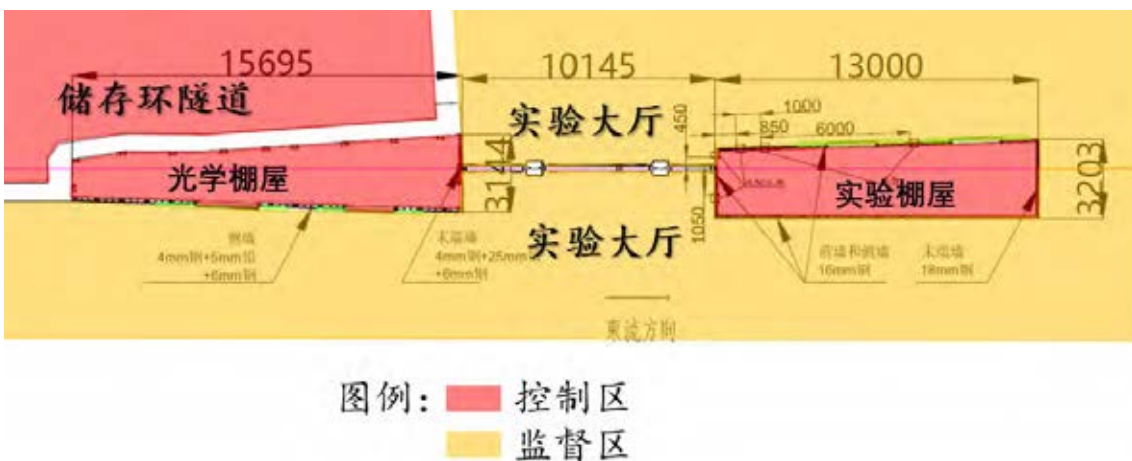 15695
10145
13000
储存环隧道
实验大厅
450
1000
850
6000
光学棚屋
3144
实验棚屋
3203
实验大厅
1050
侧墙
4mm钢+5mm铅
+6mm钢
末端墙
4mm钢+25mm
+6mm钢
前墙和侧墙
16mm钢
末端墙
18mm钢
束流方向
图例:
控制区
监督区